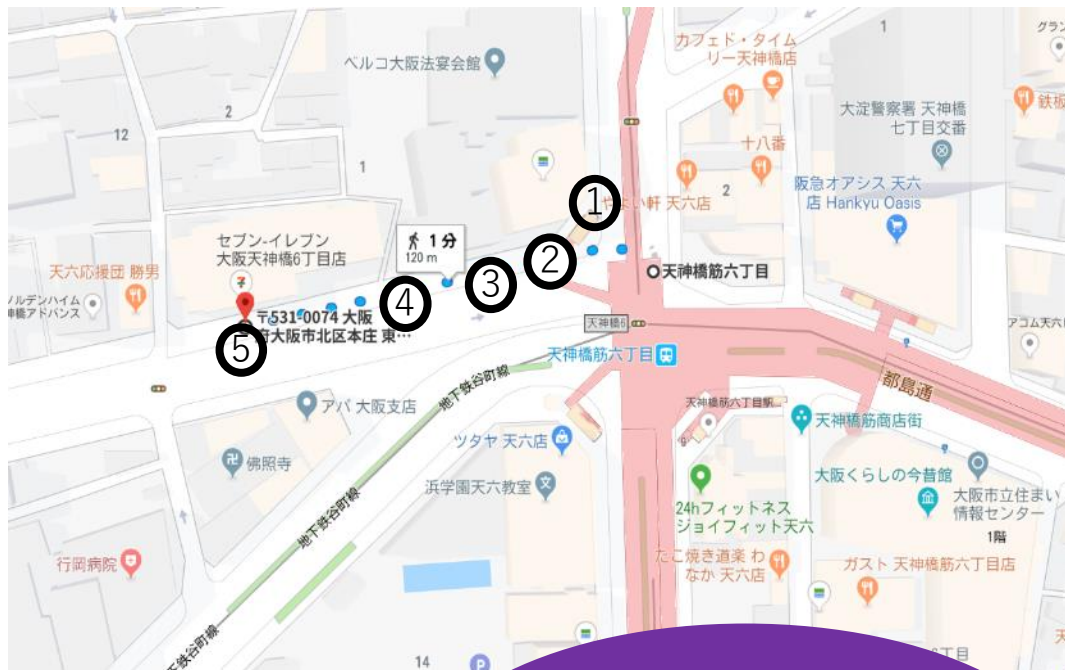 1
グラン
カフェド・タイム
リー天神橋店
ベルコ大阪法宴会館
鉄板
大淀警察署 天神橋
七丁目交番
2
12
十八番
1
2
阪急オアシス 天六
店 Hankyu Oasis
①
やよい軒 天六店
セブン-イレブン
大阪天神橋6丁目店
1 分
120 m
②
天神橋筋六丁目
天六応援団 勝男
③
④
ノルデンハイム
神橋アドバンス
〒531-0074 大阪
府大阪市北区本庄 東…
⑤
天神橋6
アコム天六
天神橋筋六丁目
地下鉄谷町線
都島通
アパ 大阪支店
天神橋筋六丁目駅
天神橋筋商店街
ツタヤ 天六店
佛照寺
浜学園天六教室
大阪くらしの今昔館
大阪市立住まい
情報センター
地下鉄谷町線
24hフィットネス
ジョイフィット天六
1階
行岡病院
たこ焼き道楽 わ
なか 天六店
ガスト 天神橋筋六丁目店
下鉄谷町線
14
P